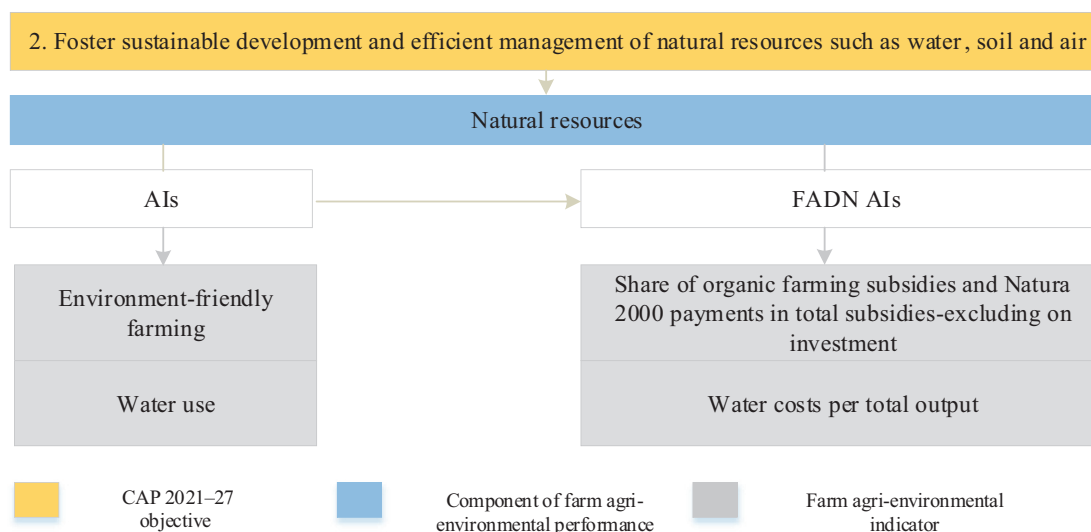 2. Foster sustainable development and efficient management of natural resources such as water, soil and air
Natural resources
AIs
FADN AIs
Environment-friendly
farming
Share of organic farming subsidies and Natura
2000 payments in total subsidies-excluding on
investment
Water use
Water costs per total output
CAP 2021–27
objective
Component of farm agri-
environmental performance
Farm agri-environmental
indicator